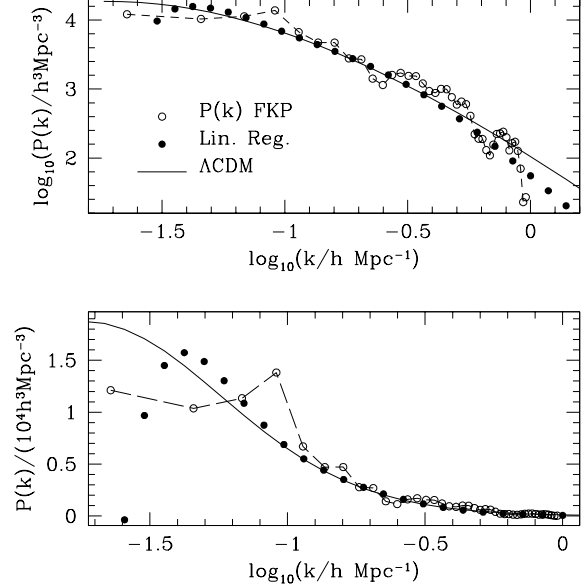 4
3
2
log₁₀(P(k)/h³Mpc⁻³)
P(k) FKP
Lin. Reg.
ΛCDM
−1.5 −1 −0.5 0
log₁₀(k/h Mpc⁻¹)
1.5
1
0.5
0
P(k)/(10⁴h³Mpc⁻³)
−1.5 −1 −0.5 0
log₁₀(k/h Mpc⁻¹)